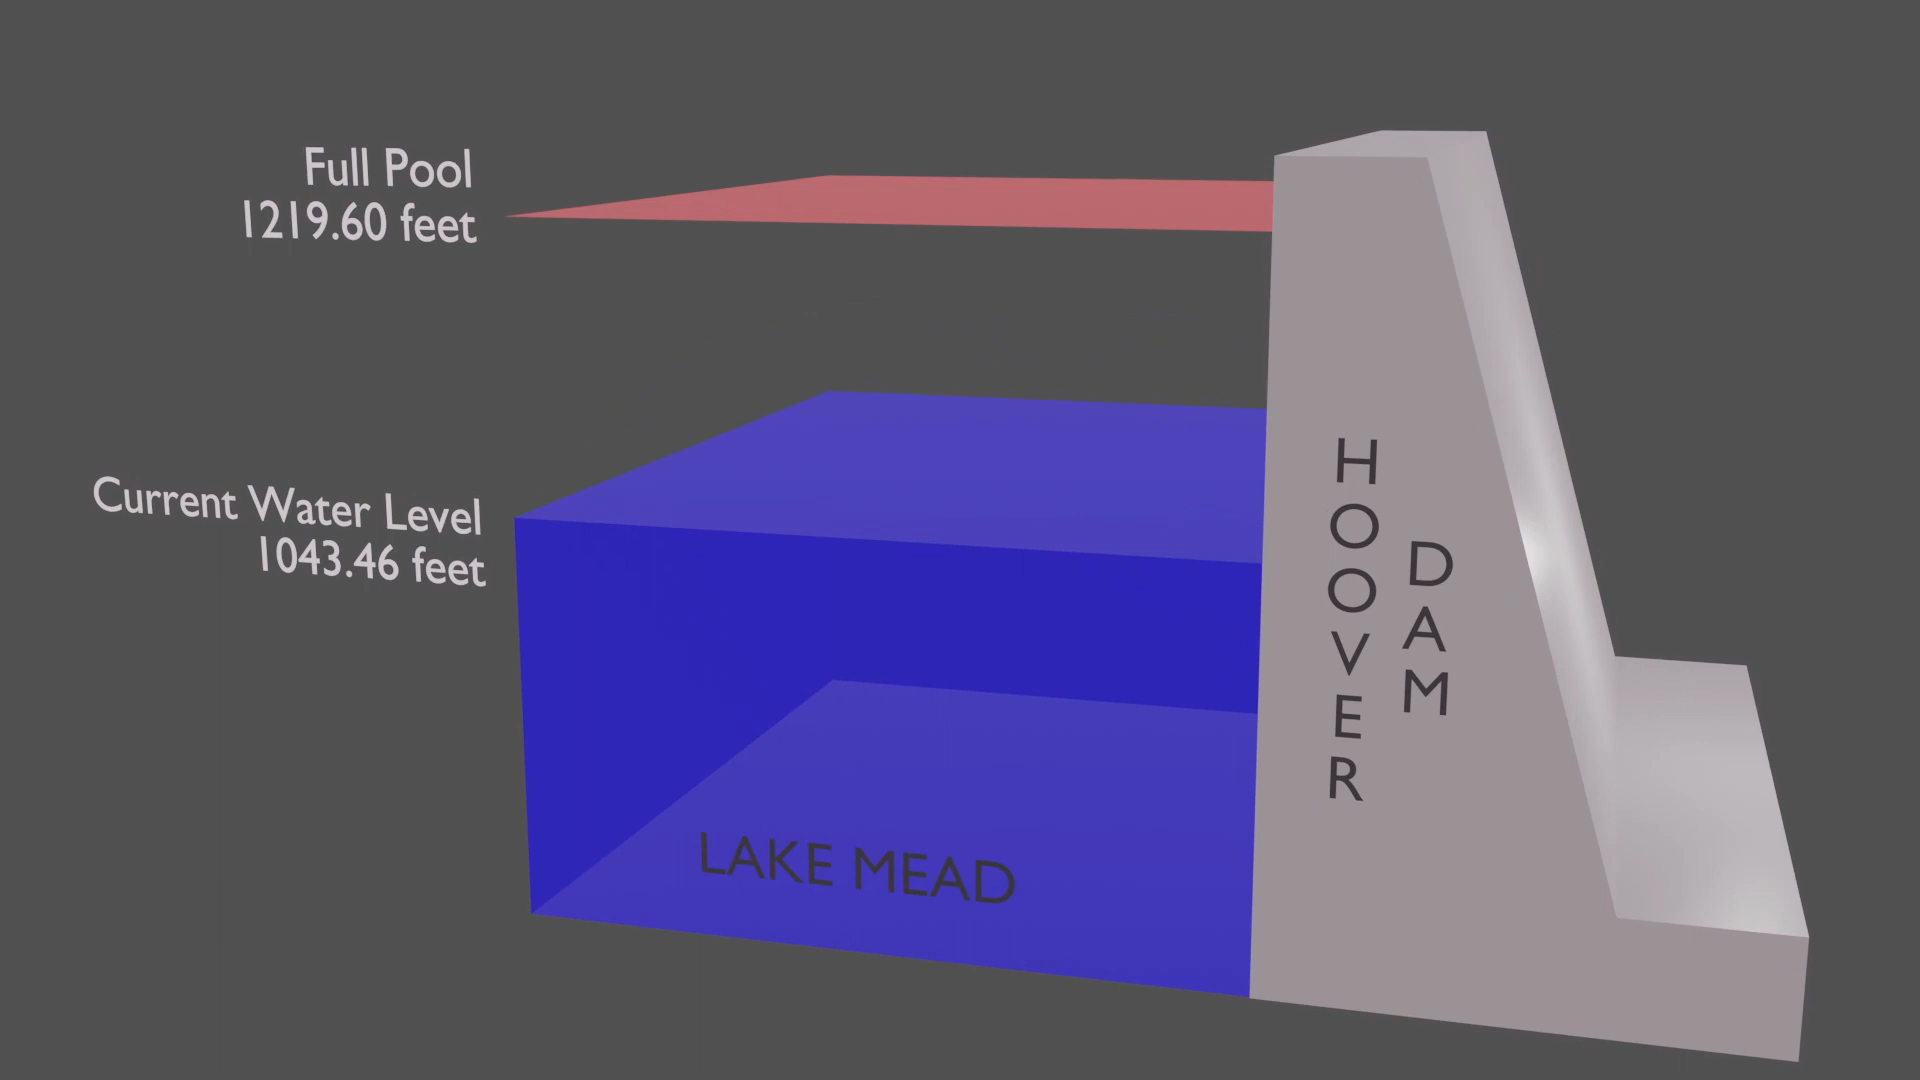 Full Pool
1219.60 feet
Current Water Level
1043.46 feet
HOOVER
DAM
LAKE MEAD